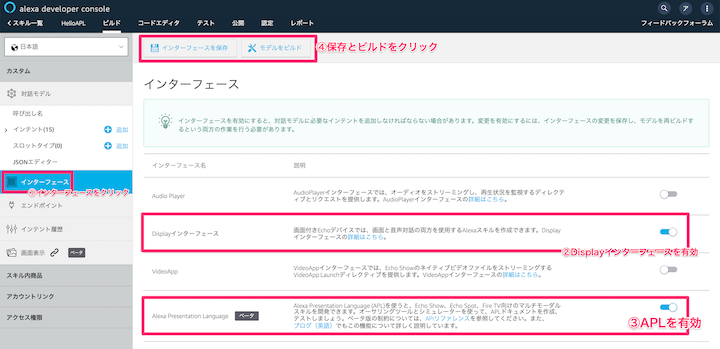 alexa developer console
ア
< スキル一覧 HelloAPL ビルド コードエディタ テスト 公開 認定 レポート フィードバックフォーラム
日本語
インターフェースを保存 モデルをビルド ④保存とビルドをクリック
カスタム
対話モデル
呼び出し名
インテント(15) 追加
スロットタイプ(0) 追加
JSONエディター
インターフェース
①インターフェースをクリック
エンドポイント
インテント履歴
画面表示 ベータ
スキル内商品
アカウントリンク
アクセス権限
インターフェース
インターフェースを有効にすると、対話モデルに必要なインテントを追加しなければならない場合があります。変更を有効にするには、インターフェースの変更を保存し、モデルを再ビルド
するという両方の作業を行う必要があります。
インターフェース名 説明
Audio Player
AudioPlayerインターフェースでは、オーディオをストリーミングし、再生状況を監視するディレクテ
ィブとリクエストを提供します。AudioPlayerインターフェースの詳細はこちら。
Displayインターフェース
画面付きEchoデバイスでは、画面と音声対話の両方を使用するAlexaスキルを作成できます。Display
インターフェースの詳細はこちら。
②Displayインターフェースを有効
VideoApp
VideoAppインターフェースでは、Echo Showのネイティブビデオファイルをストリーミングする
VideoApp.Launchディレクティブを提供します。VideoAppインターフェースの詳細はこちら。
Alexa Presentation Language ベータ
Alexa Presentation Language (APL)を使うと、Echo Show、Echo Spot、Fire TV向けのマルチモーダル
スキルを開発できます。オーサリングツールとシミュレーターを使って、APLドキュメントを作成、
テストしましょう。ベータ版の制約については、APIリファレンスを参照してください。また、
ブログ（英語）でもこの機能について詳しく説明しています。
③APLを有効